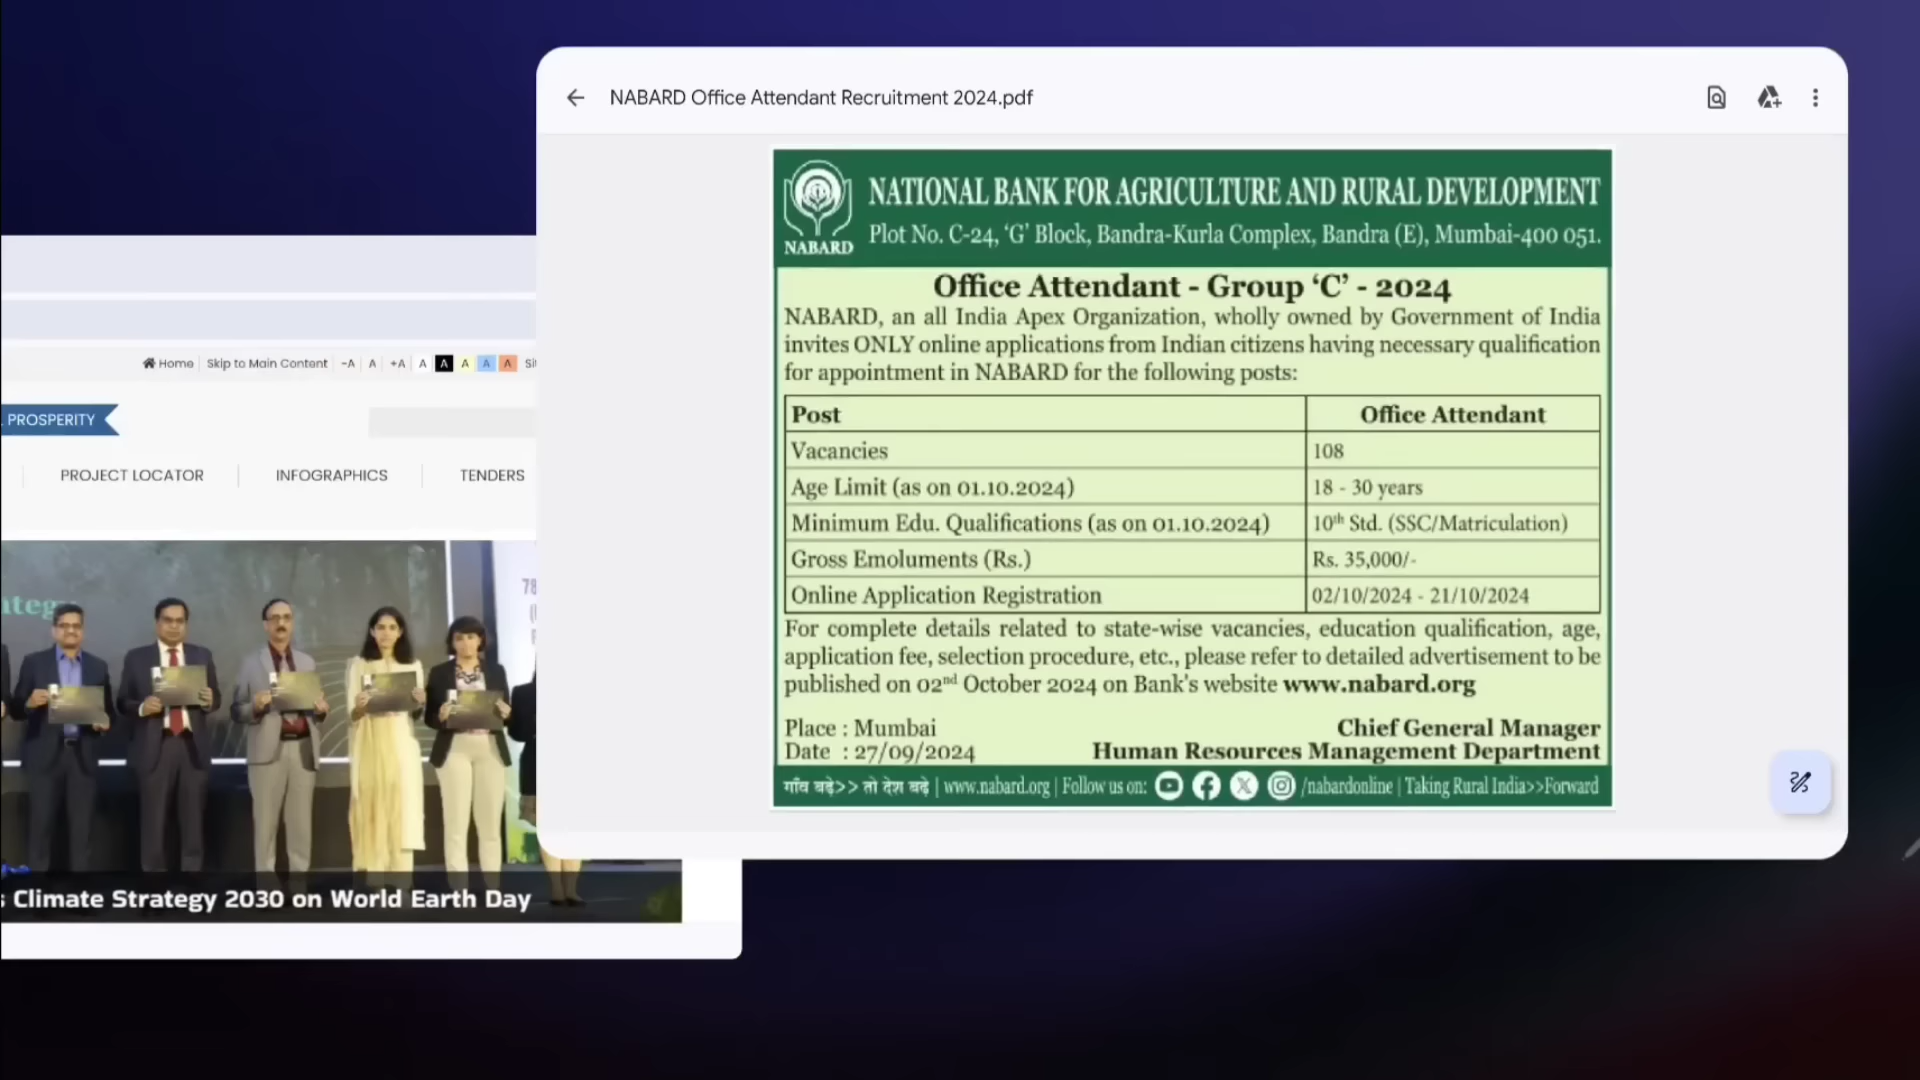 NABARD Office Attendant Recruitment 2024.pdf
NABARD
NATIONAL BANK FOR AGRICULTURE AND RURAL DEVELOPMENT
Plot No. C-24, ‘G’ Block, Bandra-Kurla Complex, Bandra (E), Mumbai-400 051.
Office Attendant - Group ‘C’ - 2024
NABARD, an all India Apex Organization, wholly owned by Government of India
invites ONLY online applications from Indian citizens having necessary qualification
for appointment in NABARD for the following posts:
Post Office Attendant
Vacancies 108
Age Limit (as on 01.10.2024) 18 - 30 years
Minimum Edu. Qualifications (as on 01.10.2024) 10th Std. (SSC/Matriculation)
Gross Emoluments (Rs.) Rs. 35,000/-
Online Application Registration 02/10/2024 - 21/10/2024
For complete details related to state-wise vacancies, education qualification, age,
application fee, selection procedure, etc., please refer to detailed advertisement to be
published on 02nd October 2024 on Bank's website www.nabard.org
Place : Mumbai Chief General Manager
Date : 27/09/2024 Human Resources Management Department
गाँव बढ़े>> तो देश बढ़े | www.nabard.org | Follow us on: /nabardonline | Taking Rural India>>Forward
Home Skip to Main Content -A A +A A A A A A
PROSPERITY
PROJECT LOCATOR INFOGRAPHICS TENDERS
78
Climate Strategy 2030 on World Earth Day